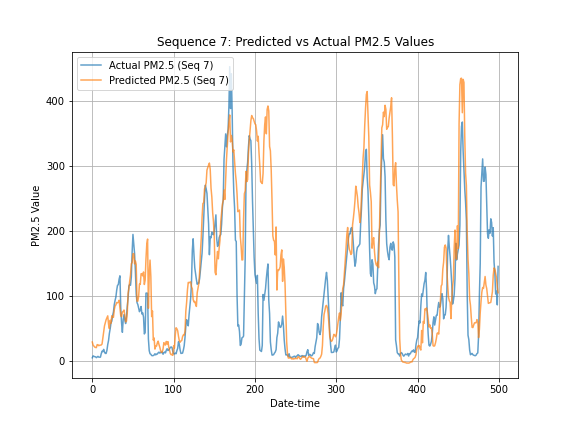 Sequence 7: Predicted vs Actual PM2.5 Values
Actual PM2.5 (Seq 7)
Predicted PM2.5 (Seq 7)
PM2.5 Value
400
300
200
100
0
0 100 200 300 400 500
Date-time